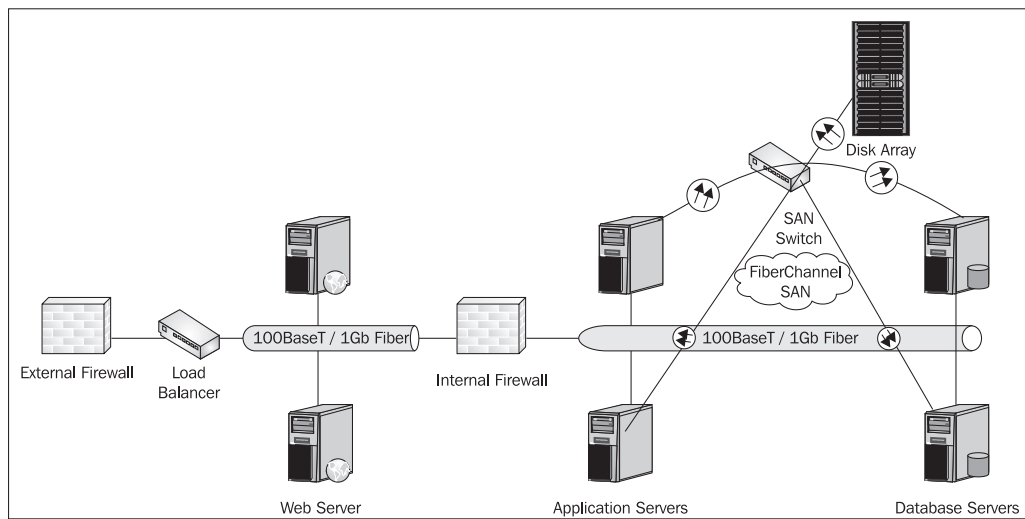 Disk Array
SAN
Switch
FiberChannel
SAN
100BaseT / 1Gb Fiber
100BaseT / 1Gb Fiber
External Firewall
Load
Balancer
Internal Firewall
Web Server
Application Servers
Database Servers